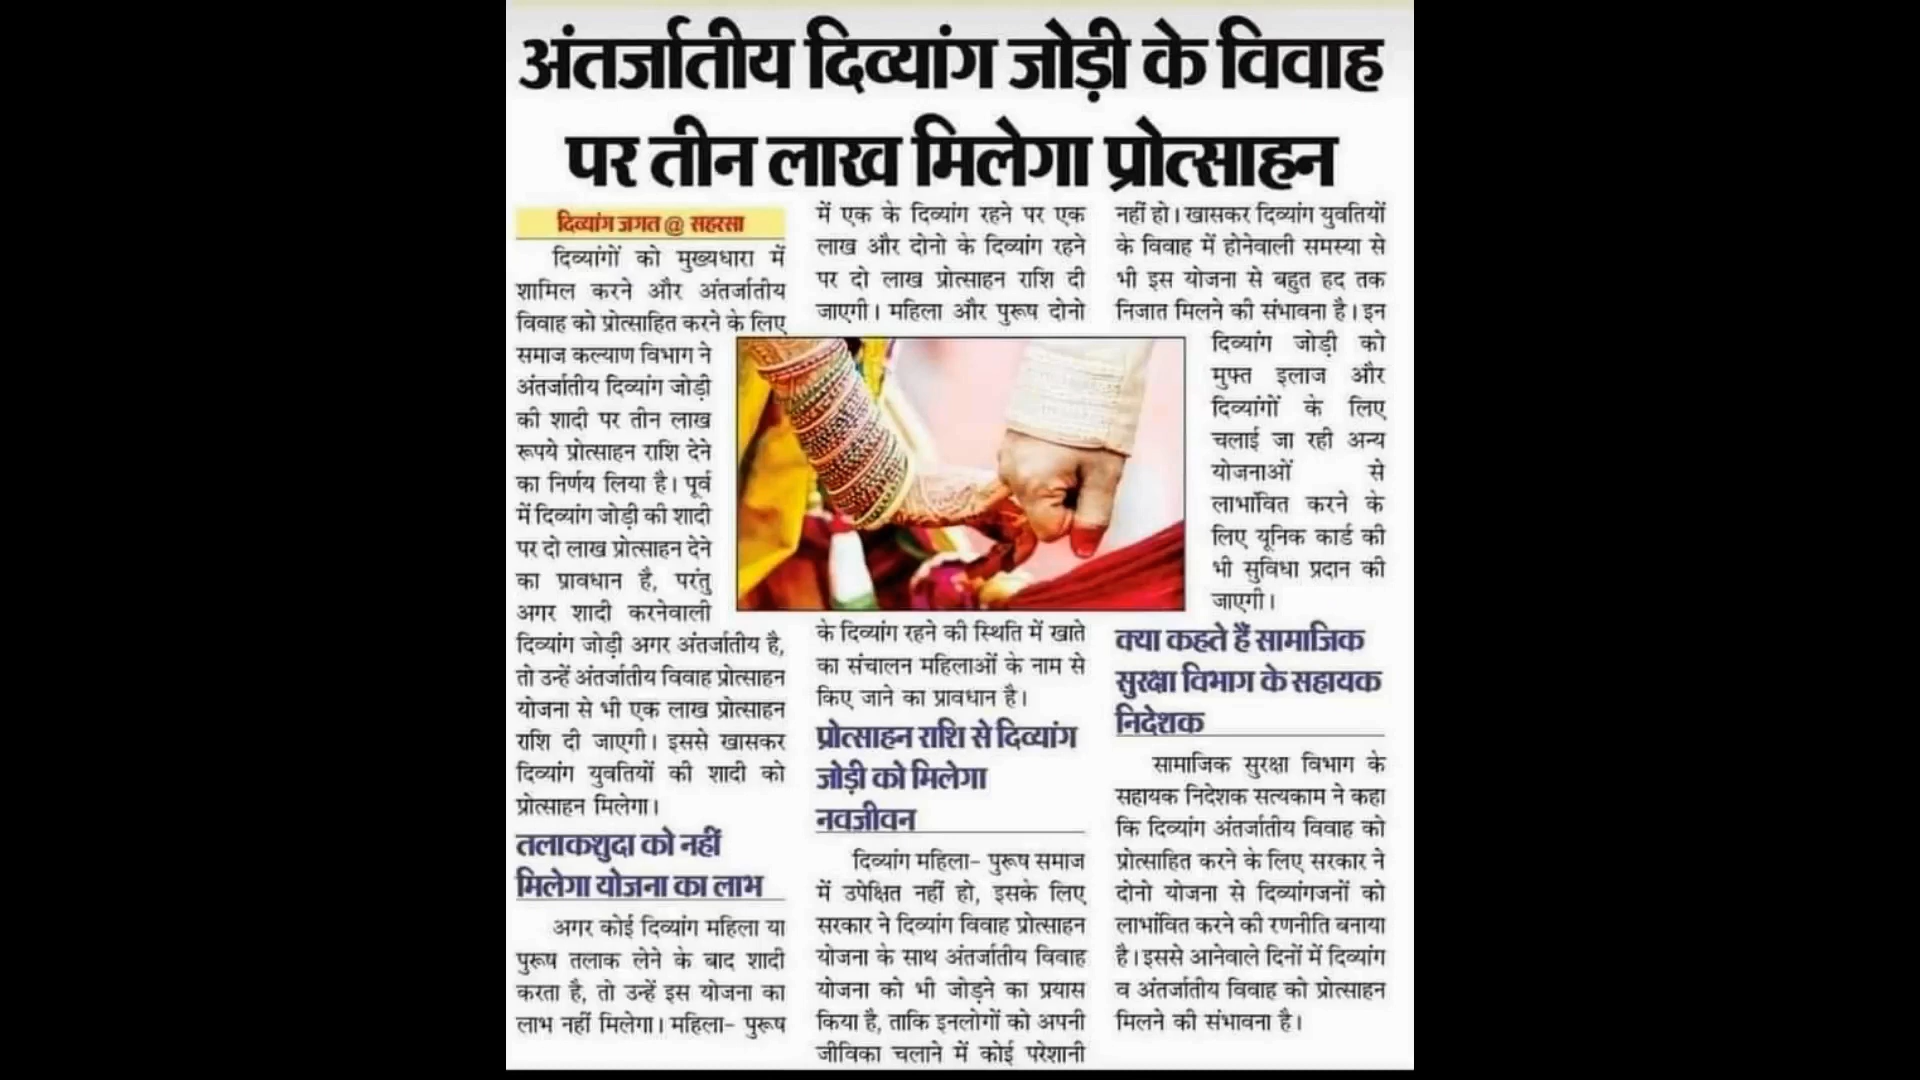 अंतर्जातीय दिव्यांग जोड़ी के विवाह
पर तीन लाख मिलेगा प्रोत्साहन
दिव्यांग जगत @ सहरसा
दिव्यांगों को मुख्यधारा में
शामिल करने और अंतर्जातीय
विवाह को प्रोत्साहित करने के लिए
समाज कल्याण विभाग ने
अंतर्जातीय दिव्यांग जोड़ी
की शादी पर तीन लाख
रूपये प्रोत्साहन राशि देने
का निर्णय लिया है। पूर्व
में दिव्यांग जोड़ी की शादी
पर दो लाख प्रोत्साहन देने
का प्रावधान है, परंतु
अगर शादी करनेवाली
दिव्यांग जोड़ी अगर अंतर्जातीय है,
तो उन्हें अंतर्जातीय विवाह प्रोत्साहन
योजना से भी एक लाख प्रोत्साहन
राशि दी जाएगी। इससे खासकर
दिव्यांग युवतियों की शादी को
प्रोत्साहन मिलेगा।
तलाकशुदा को नहीं
मिलेगा योजना का लाभ
अगर कोई दिव्यांग महिला या
पुरूष तलाक लेने के बाद शादी
करता है, तो उन्हें इस योजना का
लाभ नहीं मिलेगा। महिला- पुरूष
में एक के दिव्यांग रहने पर एक
लाख और दोनो के दिव्यांग रहने
पर दो लाख प्रोत्साहन राशि दी
जाएगी। महिला और पुरूष दोनो
के दिव्यांग रहने की स्थिति में खाते
का संचालन महिलाओं के नाम से
किए जाने का प्रावधान है।
प्रोत्साहन राशि से दिव्यांग
जोड़ी को मिलेगा
नवजीवन
दिव्यांग महिला- पुरूष समाज
में उपेक्षित नहीं हो, इसके लिए
सरकार ने दिव्यांग विवाह प्रोत्साहन
योजना के साथ अंतर्जातीय विवाह
योजना को भी जोड़ने का प्रयास
किया है, ताकि इनलोगों को अपनी
जीविका चलाने में कोई परेशानी
नहीं हो। खासकर दिव्यांग युवतियों
के विवाह में होनेवाली समस्या से
भी इस योजना से बहुत हद तक
निजात मिलने की संभावना है। इन
दिव्यांग जोड़ी को
मुफ्त इलाज और
दिव्यांगों के लिए
चलाई जा रही अन्य
योजनाओं से
लाभांवित करने के
लिए यूनिक कार्ड की
भी सुविधा प्रदान की
जाएगी।
क्या कहते हैं सामाजिक
सुरक्षा विभाग के सहायक
निदेशक
सामाजिक सुरक्षा विभाग के
सहायक निदेशक सत्यकाम ने कहा
कि दिव्यांग अंतर्जातीय विवाह को
प्रोत्साहित करने के लिए सरकार ने
दोनो योजना से दिव्यांगजनों को
लाभांवित करने की रणनीति बनाया
है। इससे आनेवाले दिनों में दिव्यांग
व अंतर्जातीय विवाह को प्रोत्साहन
मिलने की संभावना है।